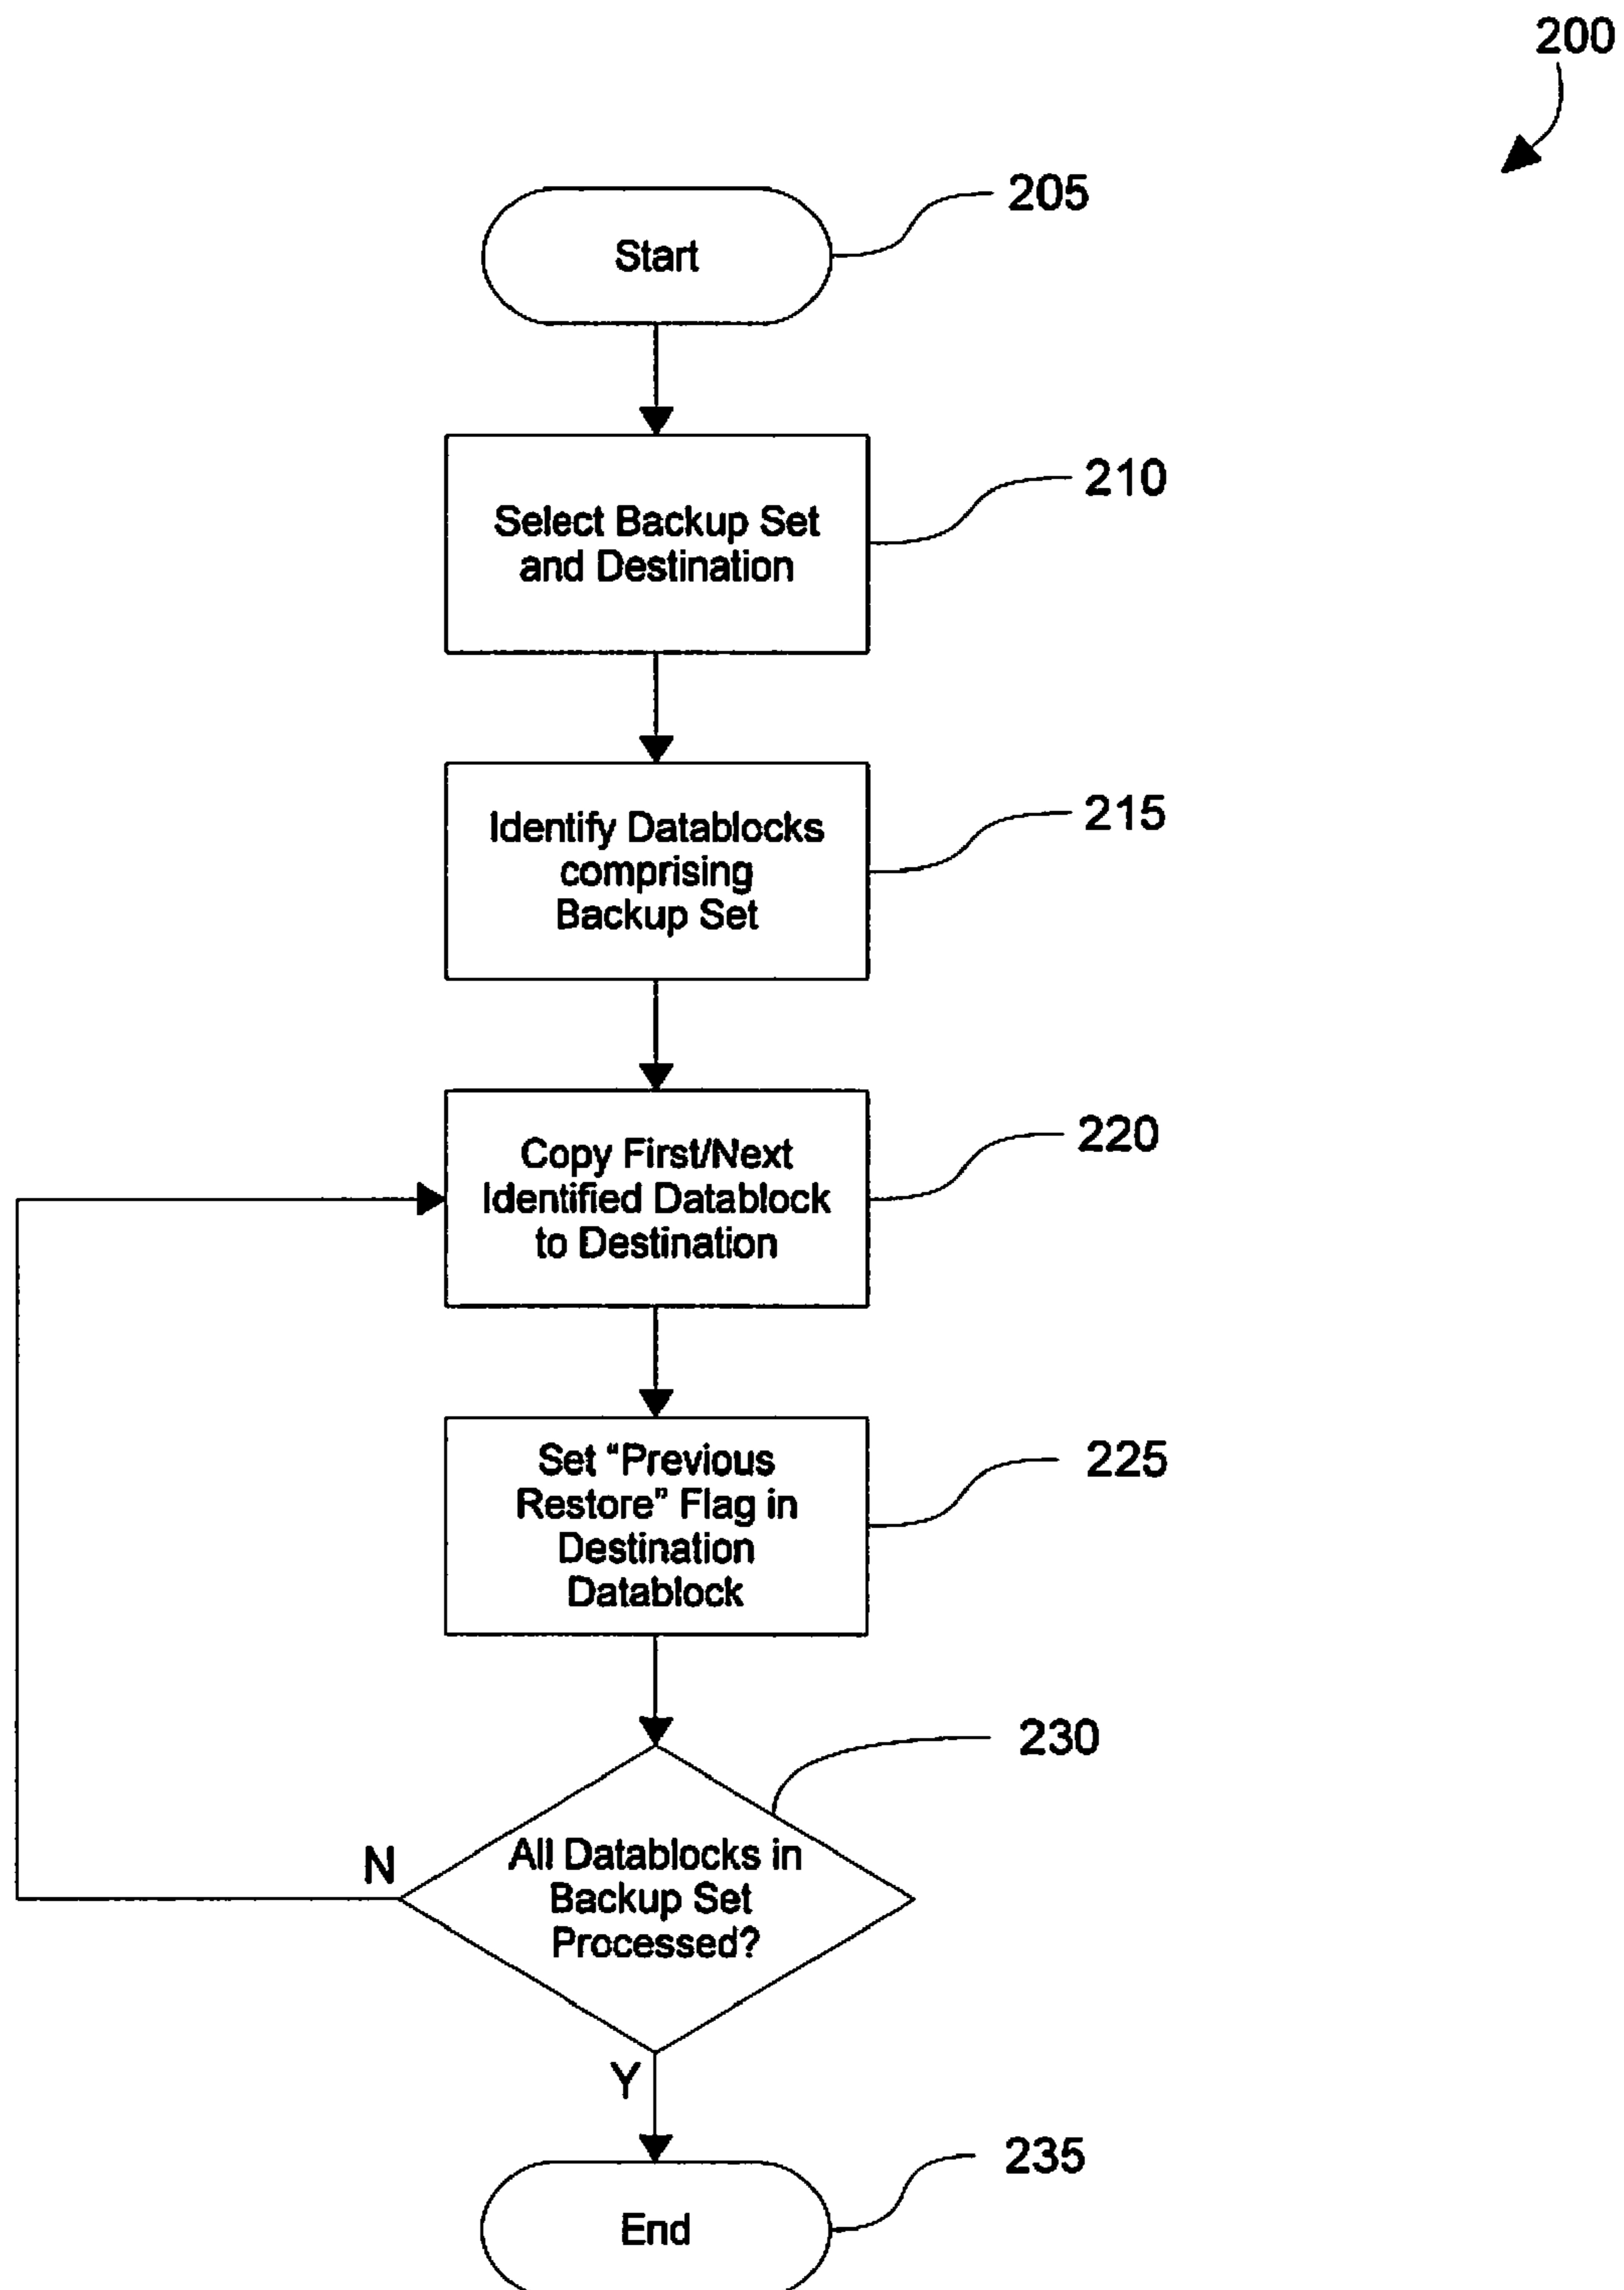 200
205
Start
210
Select Backup Set
and Destination
215
Identify Datablocks
comprising
Backup Set
220
Copy First/Next
Identified Datablock
to Destination
225
Set “Previous
Restore” Flag in
Destination
Datablock
230
All Datablocks in
Backup Set
Processed?
N
Y
235
End